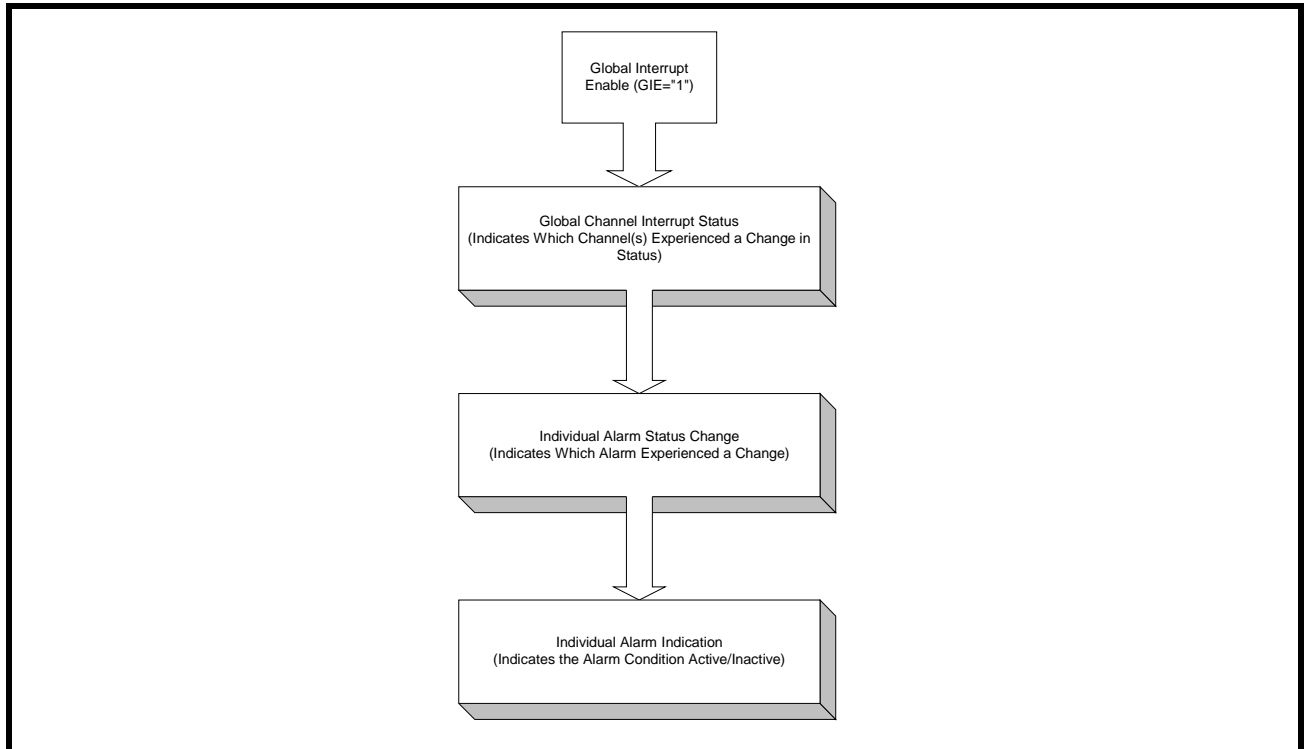 Global Interrupt
Enable (GIE="1")
Global Channel Interrupt Status
(Indicates Which Channel(s) Experienced a Change in
Status)
Individual Alarm Status Change
(Indicates Which Alarm Experienced a Change)
Individual Alarm Indication
(Indicates the Alarm Condition Active/Inactive)